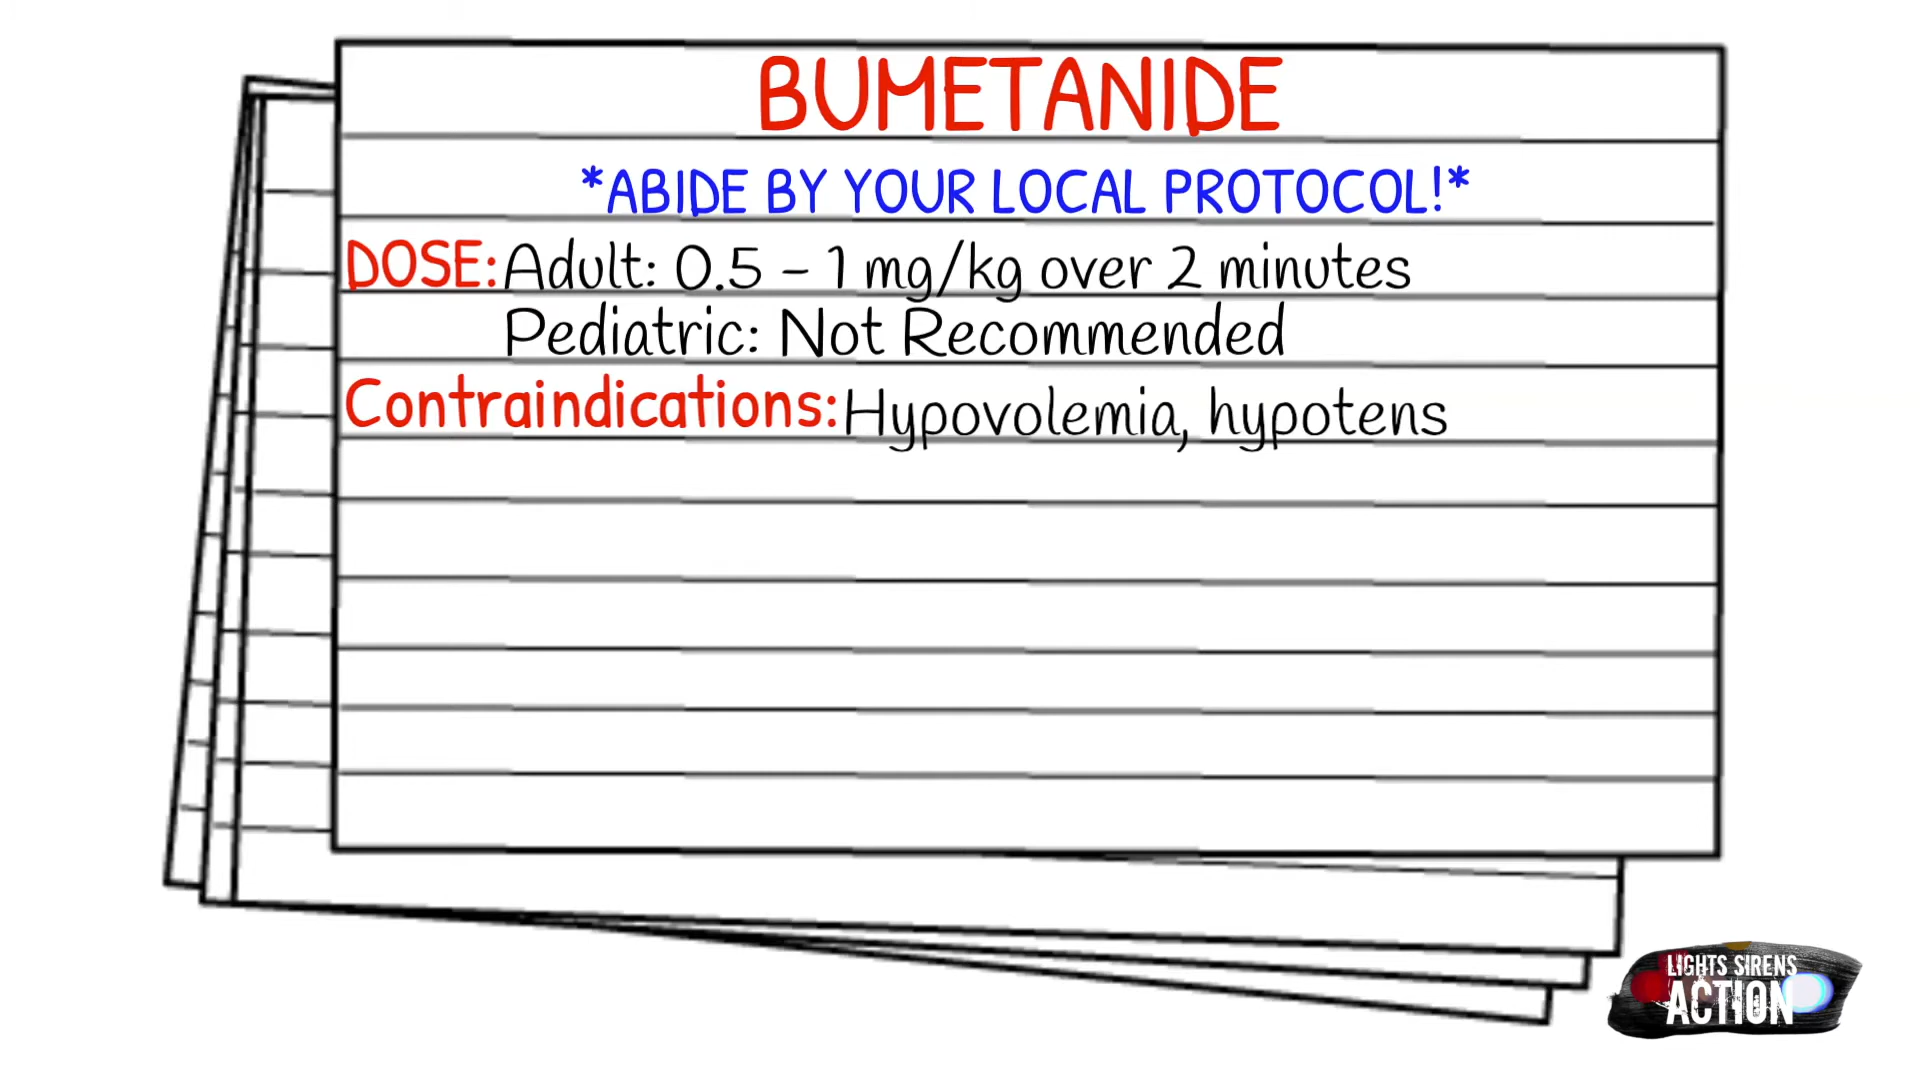 BUMETANIDE
*ABIDE BY YOUR LOCAL PROTOCOL!*
DOSE: Adult: 0.5 - 1 mg/kg over 2 minutes
Pediatric: Not Recommended
Contraindications: Hypovolemia, hypotens
LIGHTS SIRENS
ACTION